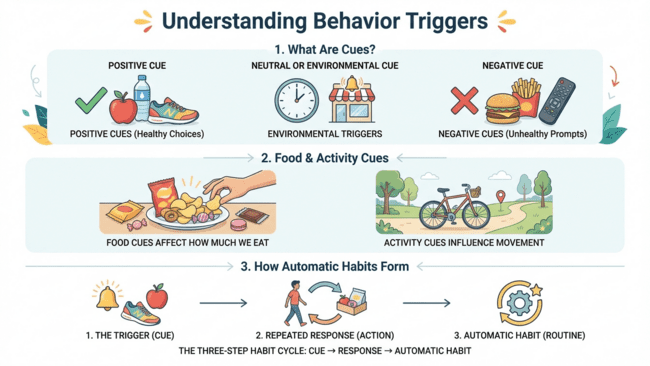 Understanding Behavior Triggers
1. What Are Cues?
POSITIVE CUE
NEUTRAL OR ENVIRONMENTAL CUE
NEGATIVE CUE
POSITIVE CUES (Healthy Choices)
ENVIRONMENTAL TRIGGERS
NEGATIVE CUES (Unhealthy Prompts)
2. Food & Activity Cues
FOOD CUES AFFECT HOW MUCH WE EAT
ACTIVITY CUES INFLUENCE MOVEMENT
3. How Automatic Habits Form
1. THE TRIGGER (CUE)
2. REPEATED RESPONSE (ACTION)
3. AUTOMATIC HABIT (ROUTINE)
THE THREE-STEP HABIT CYCLE: CUE → RESPONSE → AUTOMATIC HABIT